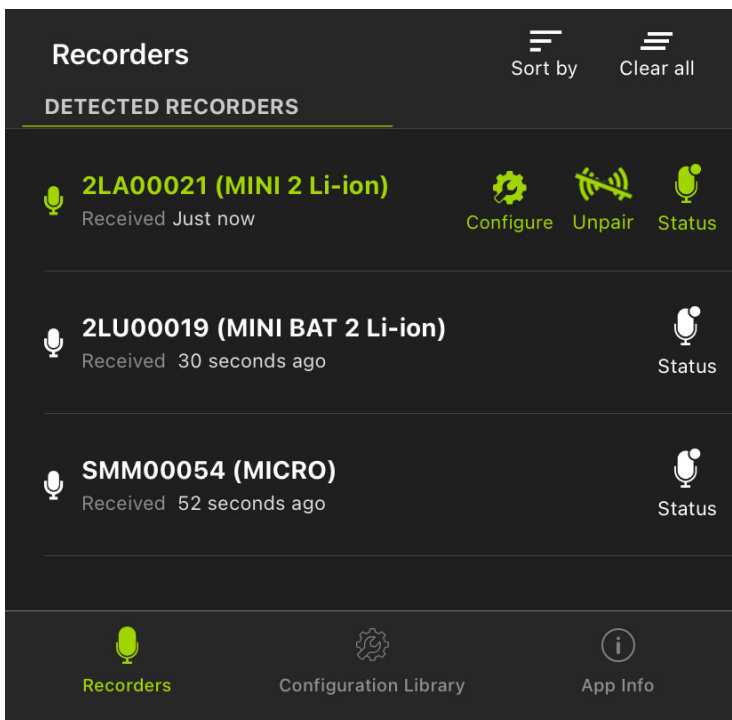 Recorders
Sort by
Clear all
DETECTED RECORDERS
2LA00021 (MINI 2 Li-ion)
Received Just now
Configure
Unpair
Status
2LU00019 (MINI BAT 2 Li-ion)
Received 30 seconds ago
Status
SMM00054 (MICRO)
Received 52 seconds ago
Status
Recorders
Configuration Library
App Info